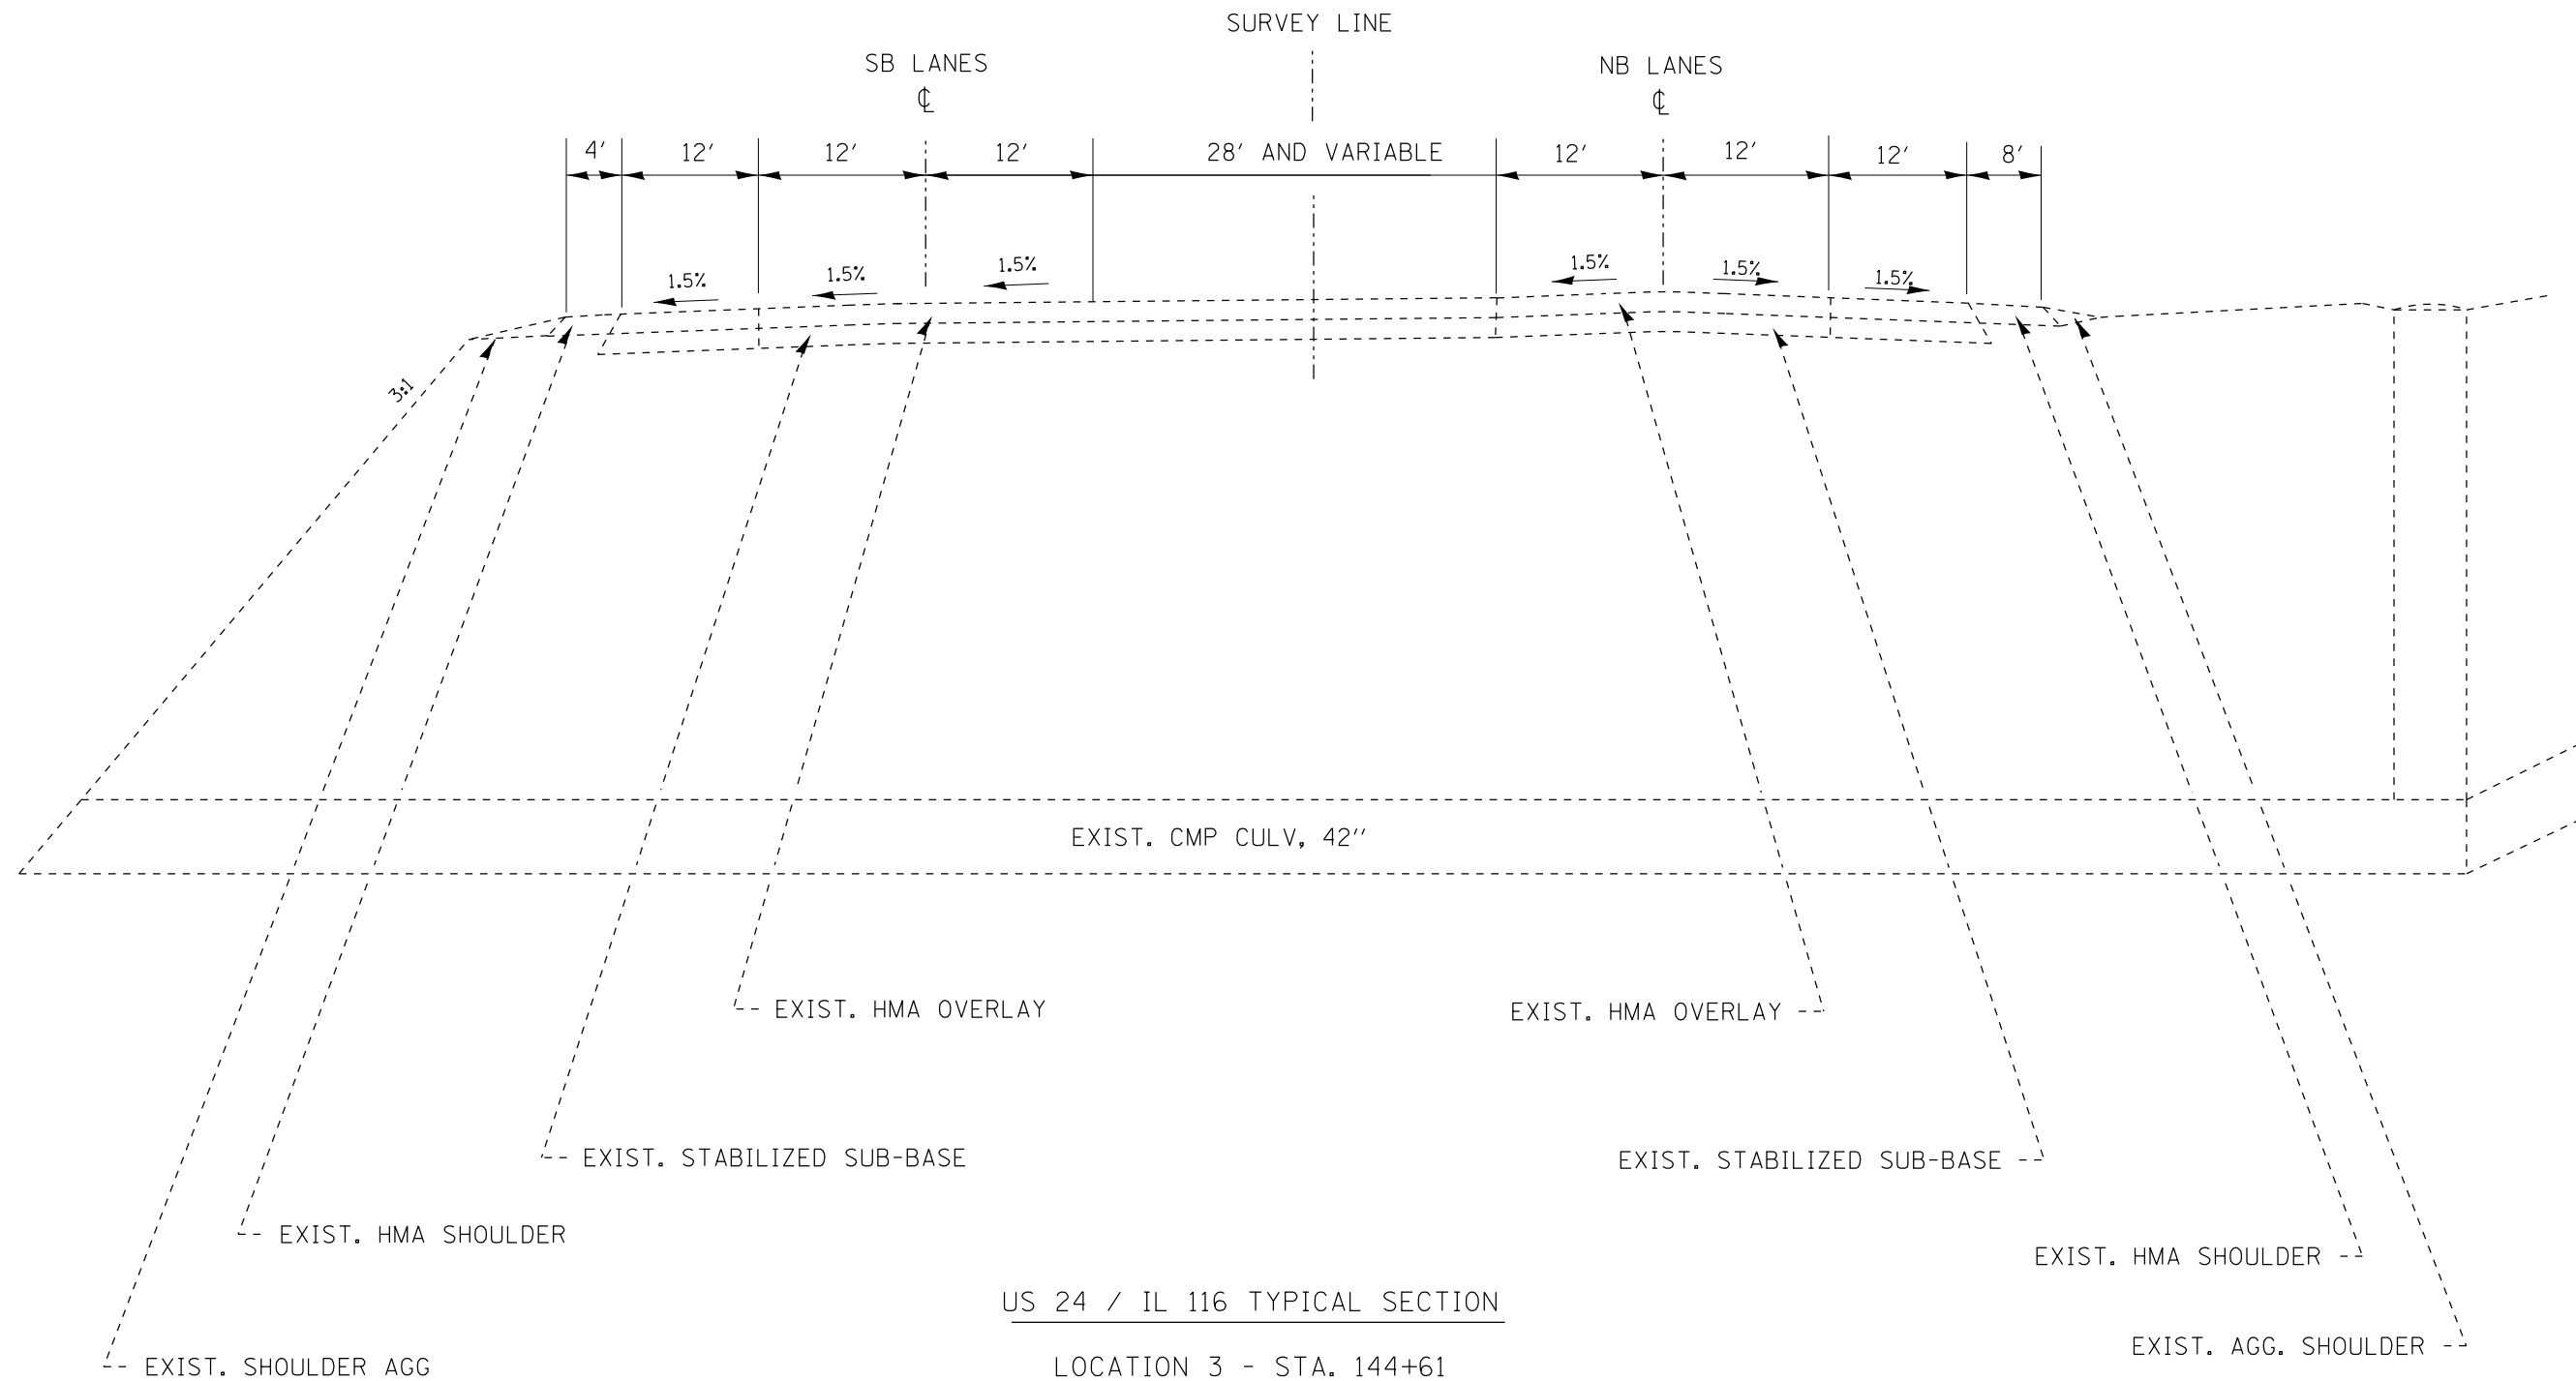 SURVEY LINE
SB LANES
℄
NB LANES
℄
4' 12' 12' 12' 28' AND VARIABLE 12' 12' 12' 8'
1.5% 1.5% 1.5% 1.5% 1.5% 1.5%
3:1
EXIST. CMP CULV, 42''
EXIST. HMA OVERLAY
EXIST. HMA OVERLAY
EXIST. STABILIZED SUB-BASE
EXIST. STABILIZED SUB-BASE
EXIST. HMA SHOULDER
EXIST. HMA SHOULDER
US 24 / IL 116 TYPICAL SECTION
EXIST. AGG. SHOULDER
EXIST. SHOULDER AGG
LOCATION 3 - STA. 144+61